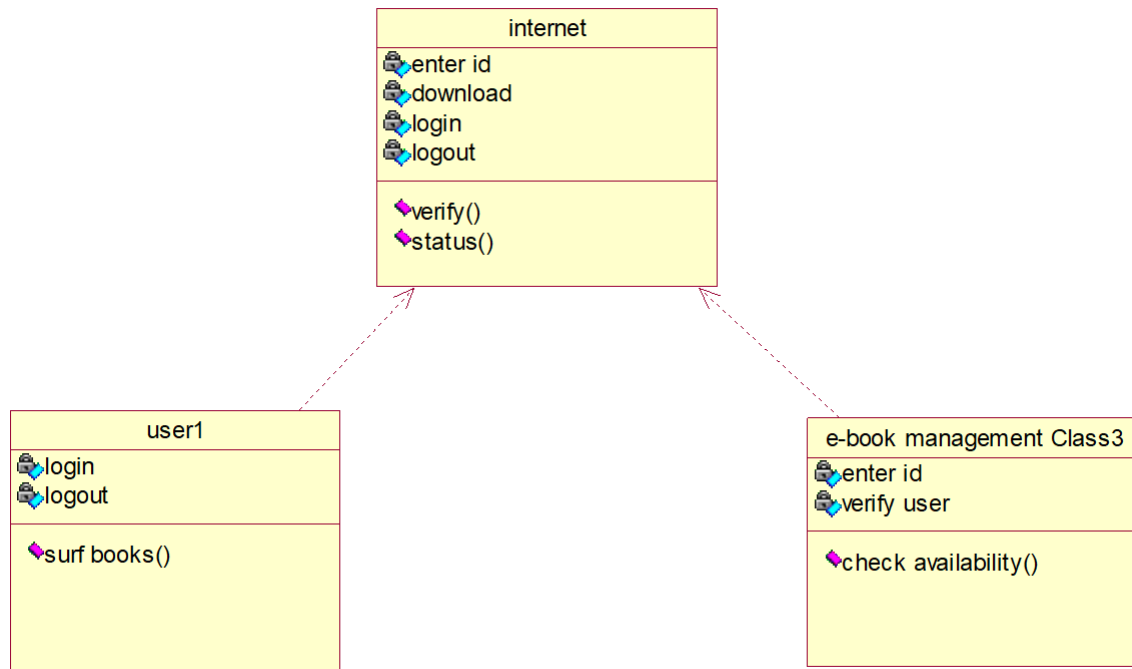 internet
enter id
download
login
logout
verify()
status()
user1
login
logout
surf books()
e-book management Class3
enter id
verify user
check availability()